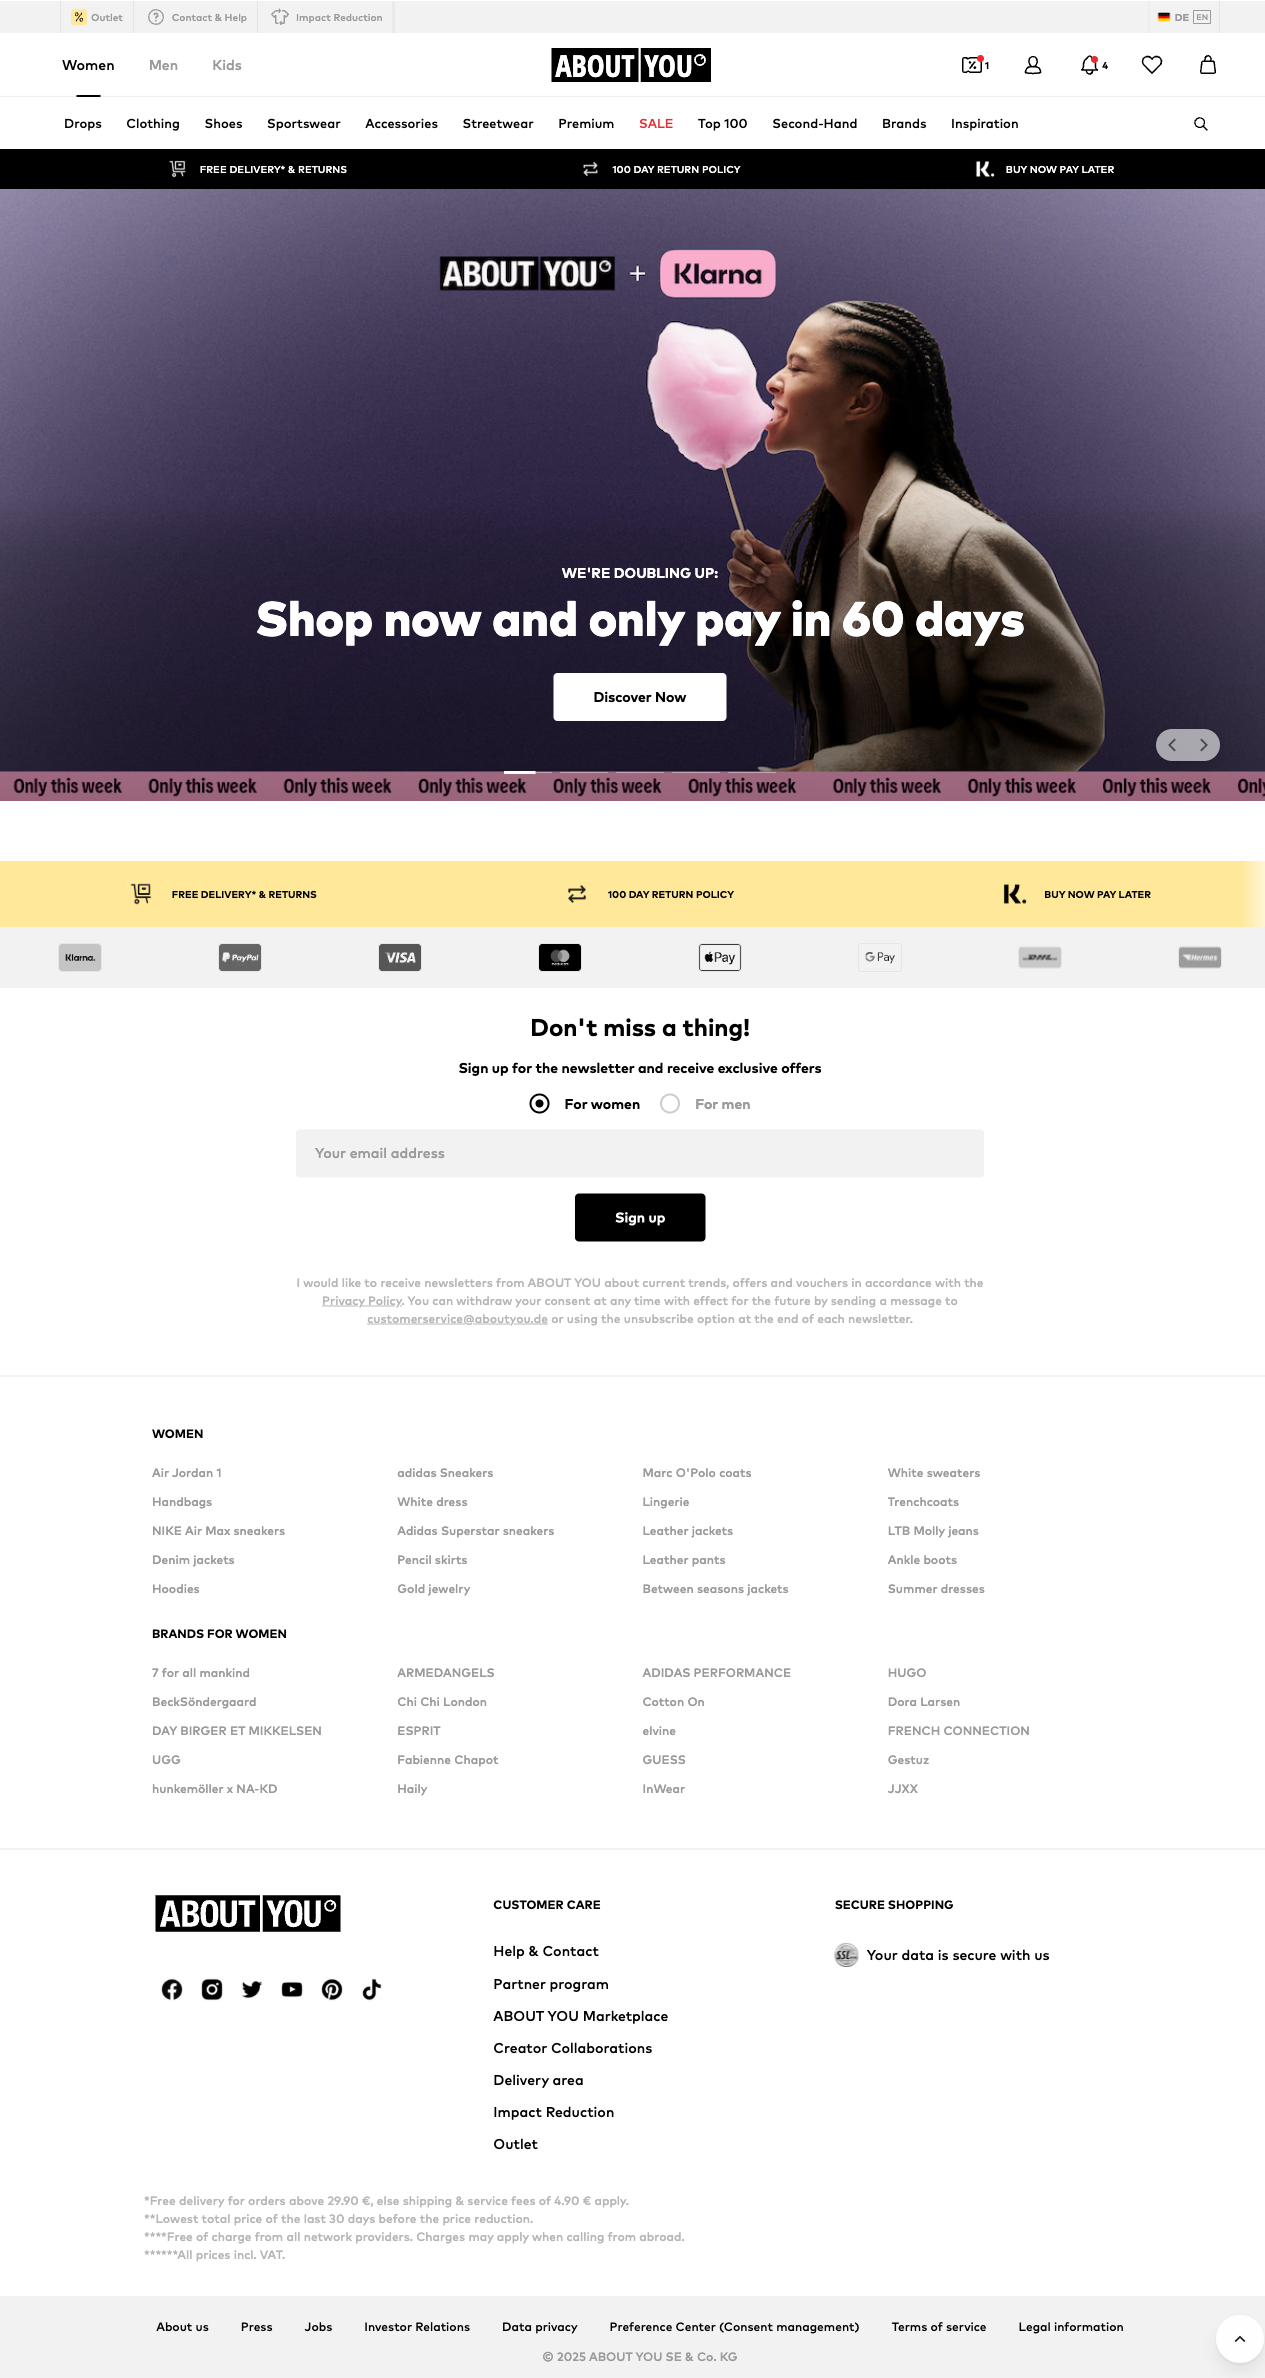 % Outlet Contact & Help Impact Reduction DE EN
Women Men Kids ABOUT YOU 1 4
Drops Clothing Shoes Sportswear Accessories Streetwear Premium SALE Top 100 Second-Hand Brands Inspiration
FREE DELIVERY* & RETURNS 100 DAY RETURN POLICY K. BUY NOW PAY LATER
ABOUT YOU + Klarna
WE'RE DOUBLING UP:
Shop now and only pay in 60 days
Discover Now
Only this week Only this week Only this week Only this week Only this week Only this week Only this week Only this week Only this week Only
FREE DELIVERY* & RETURNS 100 DAY RETURN POLICY K. BUY NOW PAY LATER
Klarna. PayPal VISA Pay G Pay DHL Hermes
Don't miss a thing!
Sign up for the newsletter and receive exclusive offers
For women For men
Your email address
Sign up
I would like to receive newsletters from ABOUT YOU about current trends, offers and vouchers in accordance with the
Privacy Policy. You can withdraw your consent at any time with effect for the future by sending a message to
customerservice@aboutyou.de or using the unsubscribe option at the end of each newsletter.
WOMEN
Air Jordan 1 adidas Sneakers Marc O'Polo coats White sweaters
Handbags White dress Lingerie Trenchcoats
NIKE Air Max sneakers Adidas Superstar sneakers Leather jackets LTB Molly jeans
Denim jackets Pencil skirts Leather pants Ankle boots
Hoodies Gold jewelry Between seasons jackets Summer dresses
BRANDS FOR WOMEN
7 for all mankind ARMEDANGELS ADIDAS PERFORMANCE HUGO
BeckSöndergaard Chi Chi London Cotton On Dora Larsen
DAY BIRGER ET MIKKELSEN ESPRIT elvine FRENCH CONNECTION
UGG Fabienne Chapot GUESS Gestuz
hunkemöller x NA-KD Haily InWear JJXX
ABOUT YOU
CUSTOMER CARE
Help & Contact
Partner program
ABOUT YOU Marketplace
Creator Collaborations
Delivery area
Impact Reduction
Outlet
SECURE SHOPPING
SSL Your data is secure with us
*Free delivery for orders above 29.90 €, else shipping & service fees of 4.90 € apply.
**Lowest total price of the last 30 days before the price reduction.
****Free of charge from all network providers. Charges may apply when calling from abroad.
******All prices incl. VAT.
About us Press Jobs Investor Relations Data privacy Preference Center (Consent management) Terms of service Legal information
© 2025 ABOUT YOU SE & Co. KG